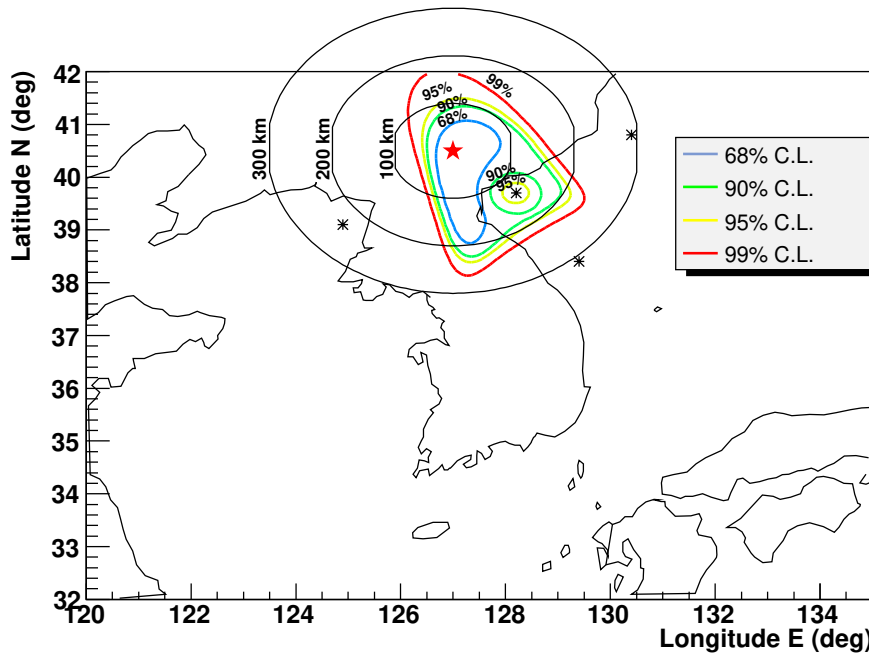 Latitude N (deg)
42
41
40
39
38
37
36
35
34
33
32
120
122
124
126
128
130
132
134
Longitude E (deg)
300 km
200 km
100 km
95%
99%
90%
68%
90%
95%
68% C.L.
90% C.L.
95% C.L.
99% C.L.